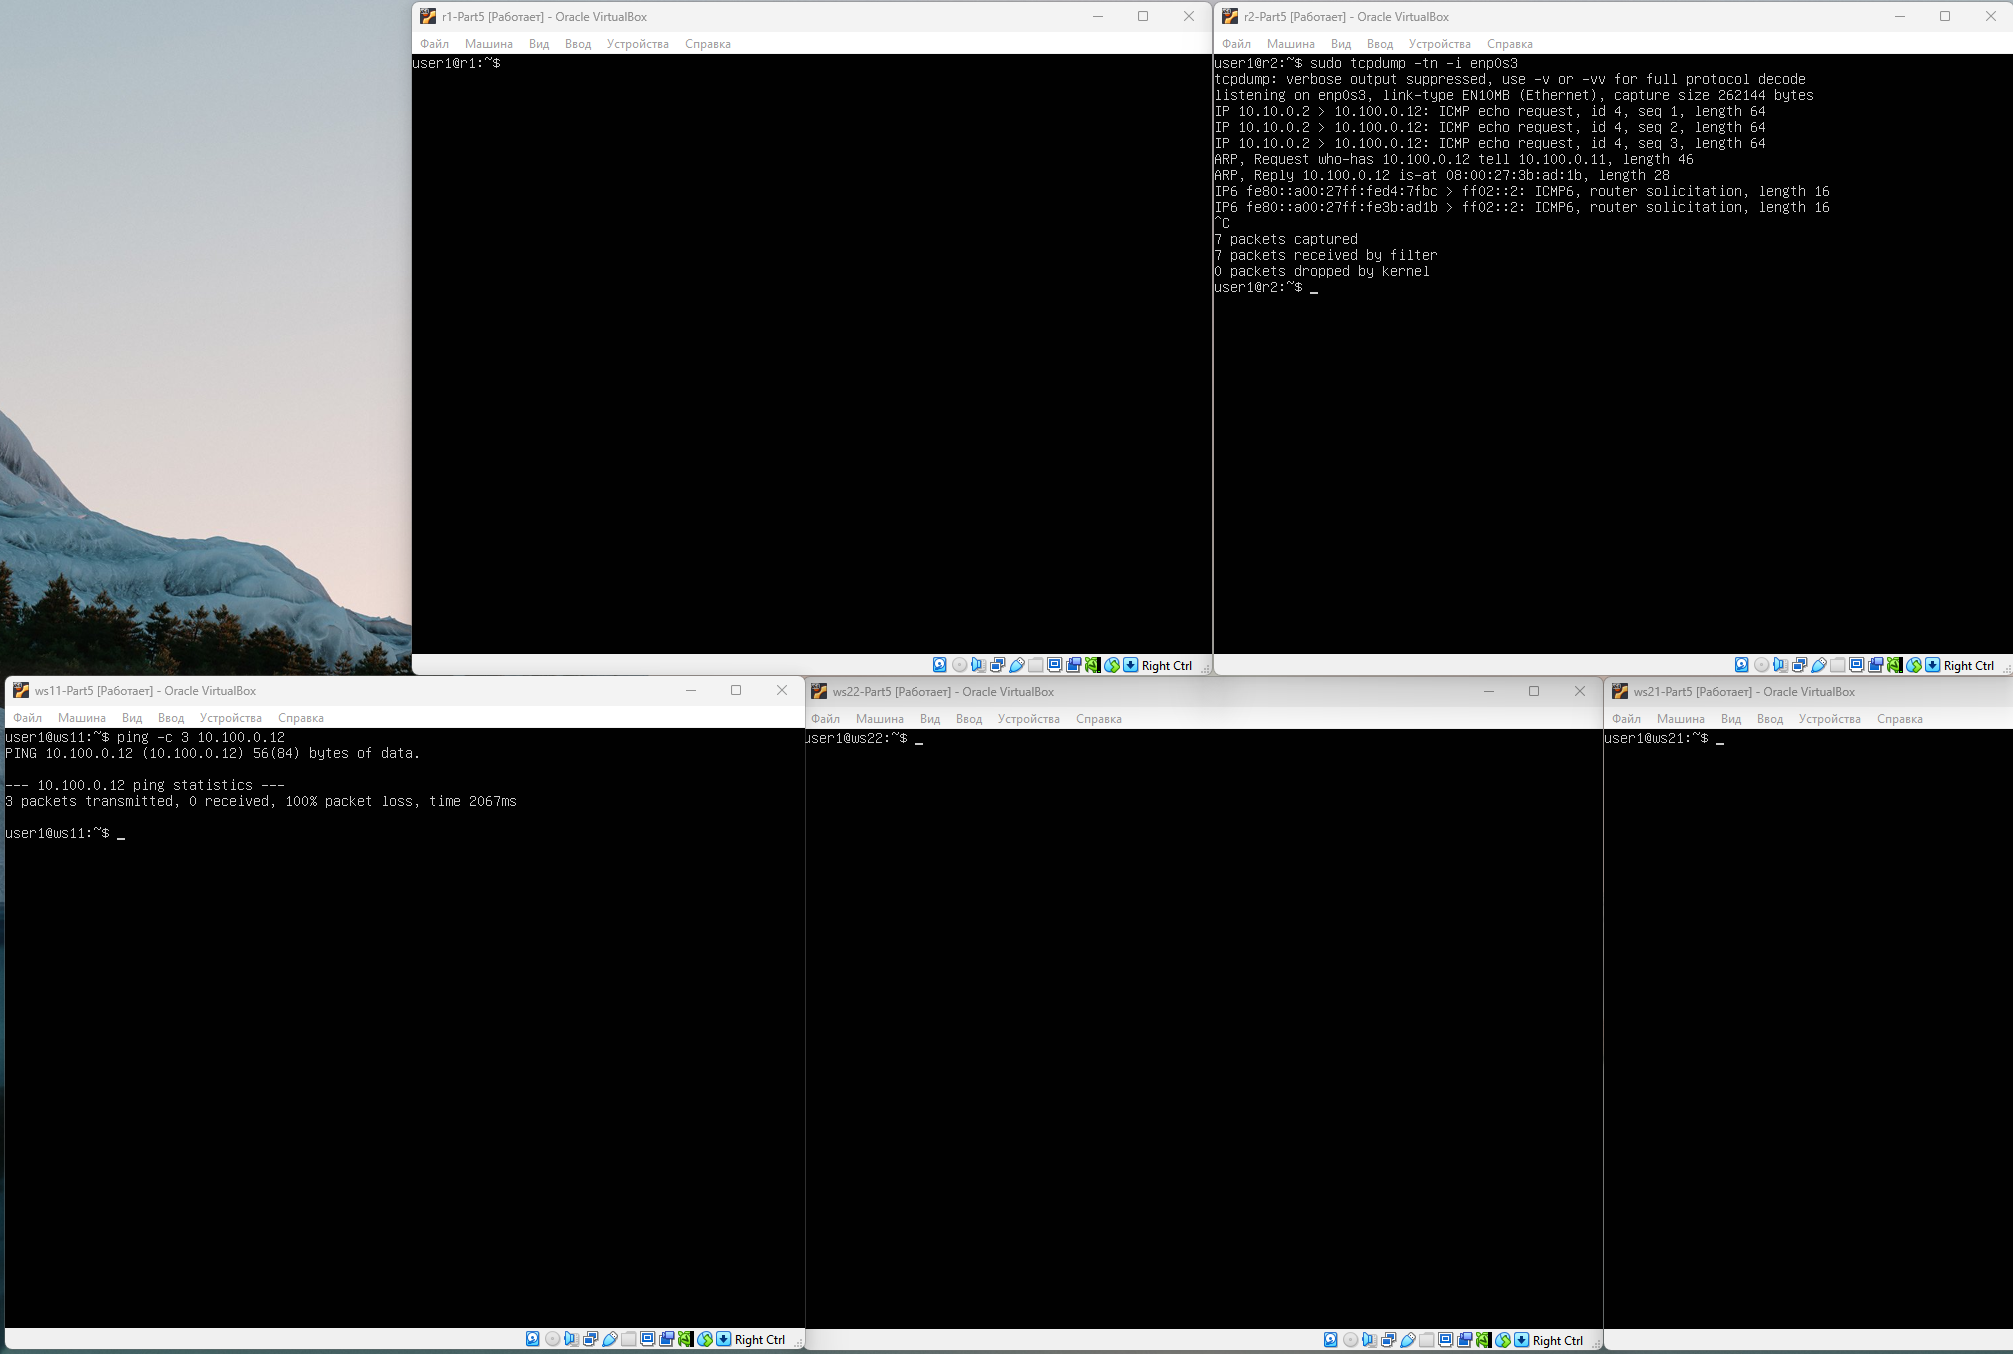 r1-Part5 [Работает] - Oracle VirtualBox
Файл Машина Вид Ввод Устройства Справка
user1@r1:~$
Right Ctrl
r2-Part5 [Работает] - Oracle VirtualBox
Файл Машина Вид Ввод Устройства Справка
user1@r2:~$ sudo tcpdump -tn -i enp0s3
tcpdump: verbose output suppressed, use -v or -vv for full protocol decode
listening on enp0s3, link-type EN10MB (Ethernet), capture size 262144 bytes
IP 10.10.0.2 > 10.100.0.12: ICMP echo request, id 4, seq 1, length 64
IP 10.10.0.2 > 10.100.0.12: ICMP echo request, id 4, seq 2, length 64
IP 10.10.0.2 > 10.100.0.12: ICMP echo request, id 4, seq 3, length 64
ARP, Request who-has 10.100.0.12 tell 10.100.0.11, length 46
ARP, Reply 10.100.0.12 is-at 08:00:27:3b:ad:1b, length 28
IP6 fe80::a00:27ff:fed4:7fbc > ff02::2: ICMP6, router solicitation, length 16
IP6 fe80::a00:27ff:fe3b:ad1b > ff02::2: ICMP6, router solicitation, length 16
^C
7 packets captured
7 packets received by filter
0 packets dropped by kernel
user1@r2:~$ _
Right Ctrl
ws11-Part5 [Работает] - Oracle VirtualBox
Файл Машина Вид Ввод Устройства Справка
user1@ws11:~$ ping -c 3 10.100.0.12
PING 10.100.0.12 (10.100.0.12) 56(84) bytes of data.
--- 10.100.0.12 ping statistics ---
3 packets transmitted, 0 received, 100% packet loss, time 2067ms
user1@ws11:~$ _
Right Ctrl
ws22-Part5 [Работает] - Oracle VirtualBox
Файл Машина Вид Ввод Устройства Справка
user1@ws22:~$ _
Right Ctrl
ws21-Part5 [Работает] - Oracle VirtualBox
Файл Машина Вид Ввод Устройства Справка
user1@ws21:~$ _